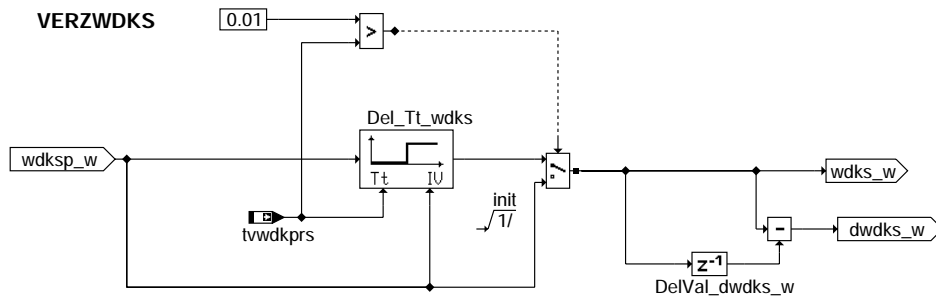 VERZWDKS
0.01
>
Del_Tt_wdks
wdksp_w
Tt
IV
wdks_w
init
1/
tvwdkprs
-
dwdks_w
z-1
DelVal_dwdks_w